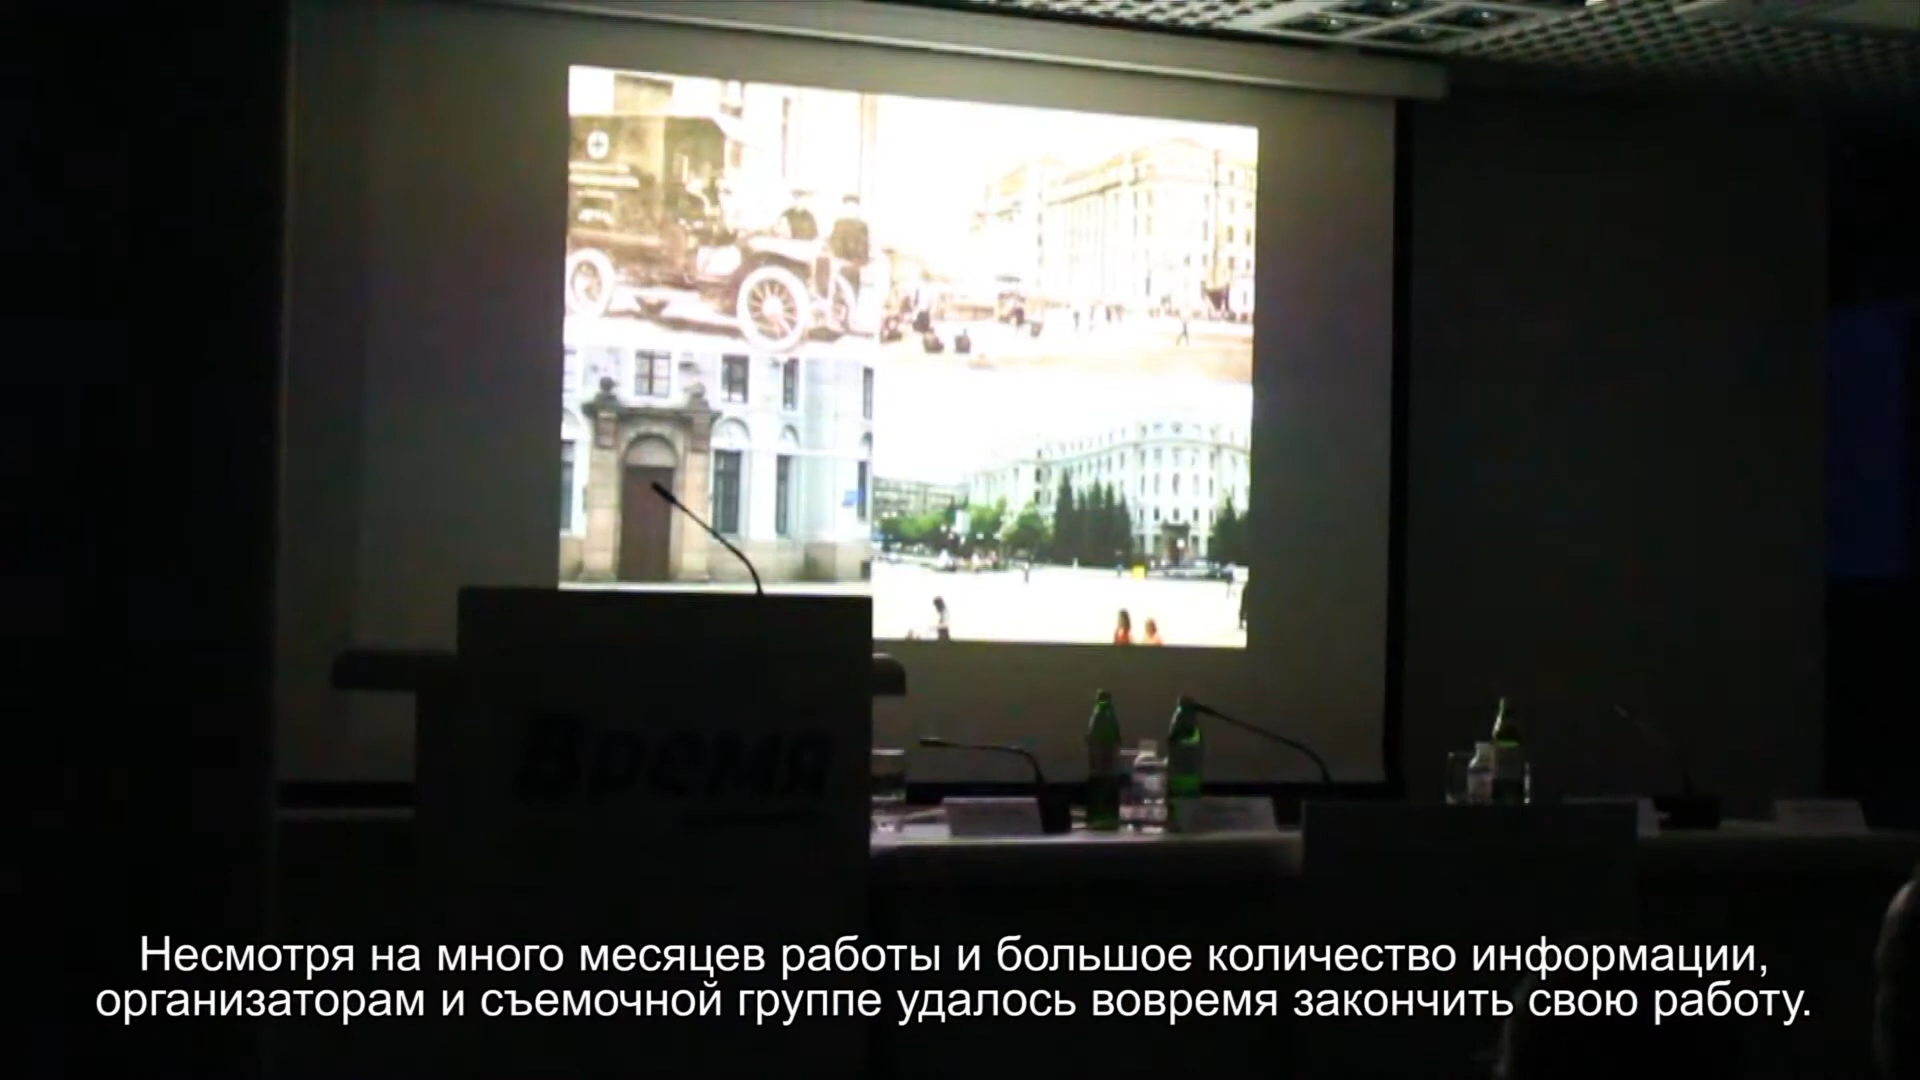 Время
Несмотря на много месяцев работы и большое количество информации,
организаторам и съемочной группе удалось вовремя закончить свою работу.